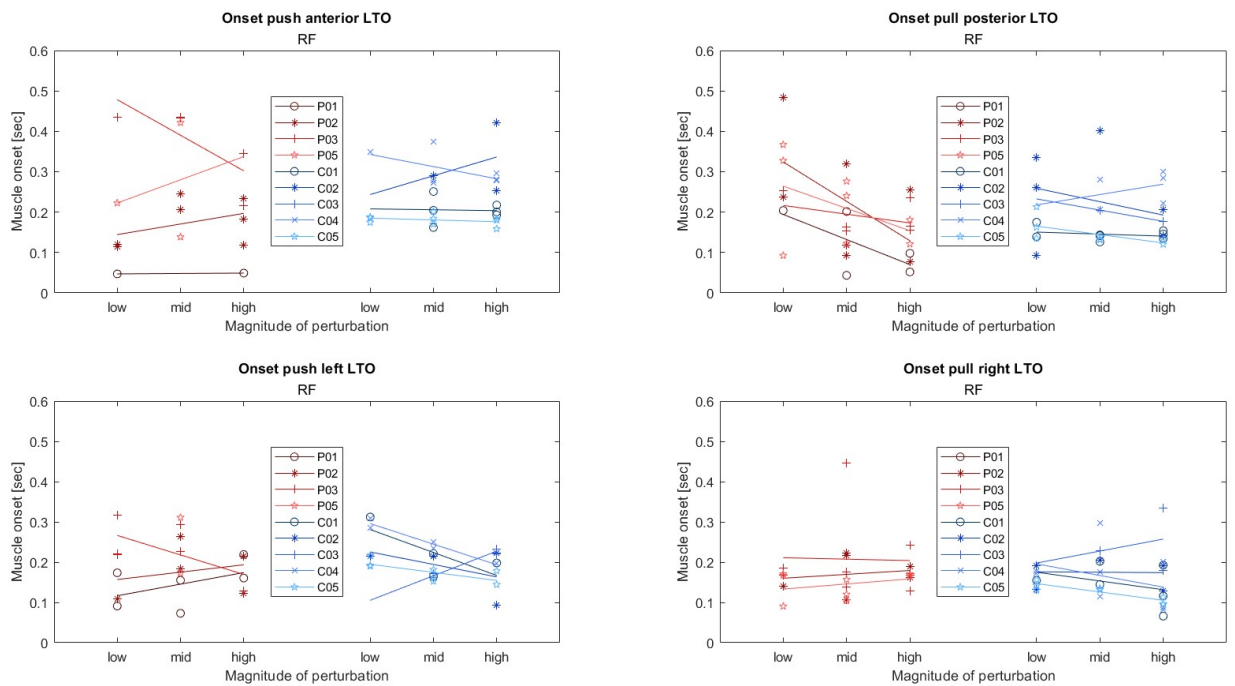 Onset push anterior LTO
RF
0.6
0.5
0.4
0.3
0.2
0.1
0
Muscle onset [sec]
P01
P02
P03
P05
C01
C02
C03
C04
C05
low mid high low mid high
Magnitude of perturbation
Onset pull posterior LTO
RF
0.6
0.5
0.4
0.3
0.2
0.1
0
Muscle onset [sec]
P01
P02
P03
P05
C01
C02
C03
C04
C05
low mid high low mid high
Magnitude of perturbation
Onset push left LTO
RF
0.6
0.5
0.4
0.3
0.2
0.1
0
Muscle onset [sec]
P01
P02
P03
P05
C01
C02
C03
C04
C05
low mid high low mid high
Magnitude of perturbation
Onset pull right LTO
RF
0.6
0.5
0.4
0.3
0.2
0.1
0
Muscle onset [sec]
P01
P02
P03
P05
C01
C02
C03
C04
C05
low mid high low mid high
Magnitude of perturbation